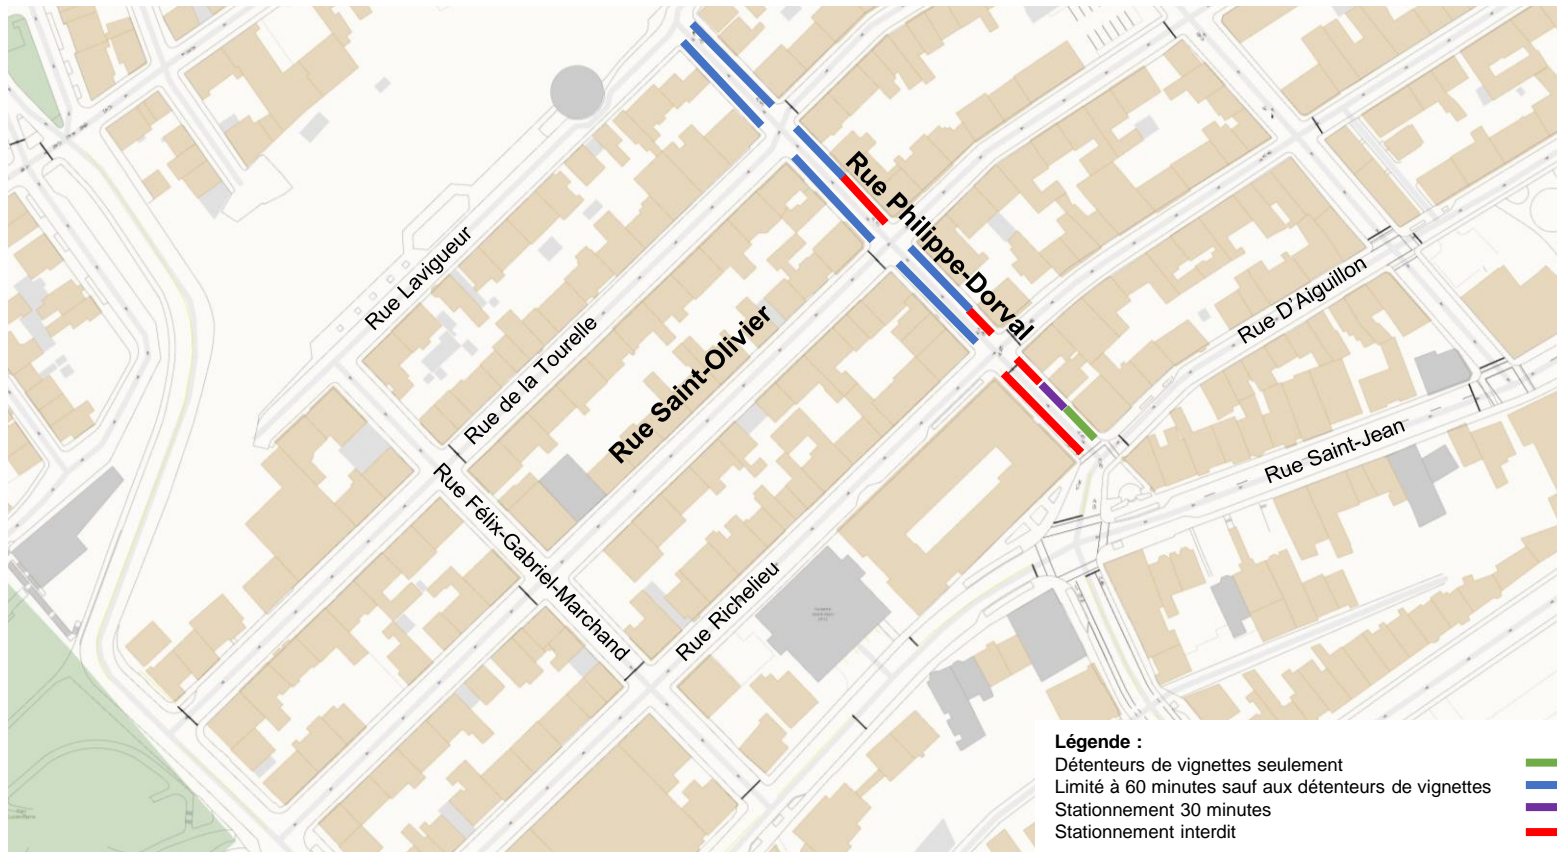 Rue Philippe-Dorval
Rue Lavigueur
Rue D'Aiguillon
Rue de la Tourelle
Rue Saint-Olivier
Rue Saint-Jean
Rue Félix-Gabriel-Marchand
Rue Richelieu
Légende :
Détenteurs de vignettes seulement
Limité à 60 minutes sauf aux détenteurs de vignettes
Stationnement 30 minutes
Stationnement interdit